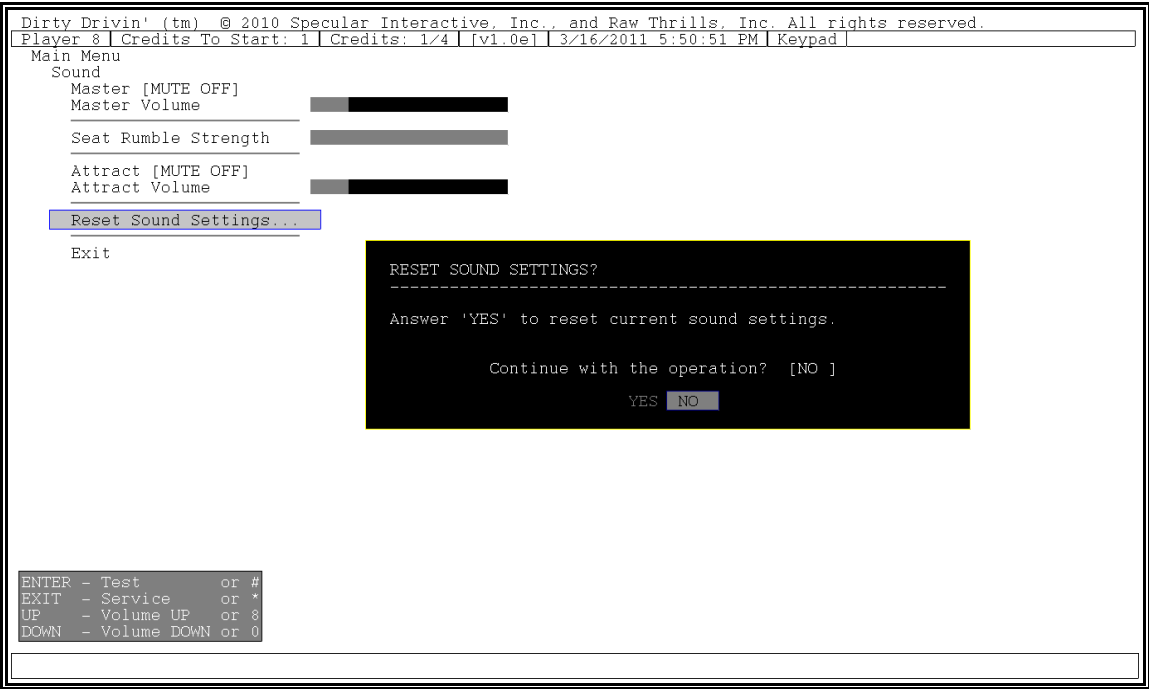 Dirty Drivin' (tm) © 2010 Specular Interactive, Inc., and Raw Thrills, Inc. All rights reserved.
Player 8 | Credits To Start: 1 | Credits: 1/4 | [v1.0e] | 3/16/2011 5:50:51 PM | Keypad |
Main Menu
Sound
Master [MUTE OFF]
Master Volume
Seat Rumble Strength
Attract [MUTE OFF]
Attract Volume
Reset Sound Settings...
Exit
RESET SOUND SETTINGS?
--------------------------------------------------------
Answer 'YES' to reset current sound settings.
Continue with the operation? [NO ]
YES NO
ENTER - Test or #
EXIT - Service or *
UP - Volume UP or 8
DOWN - Volume DOWN or 0